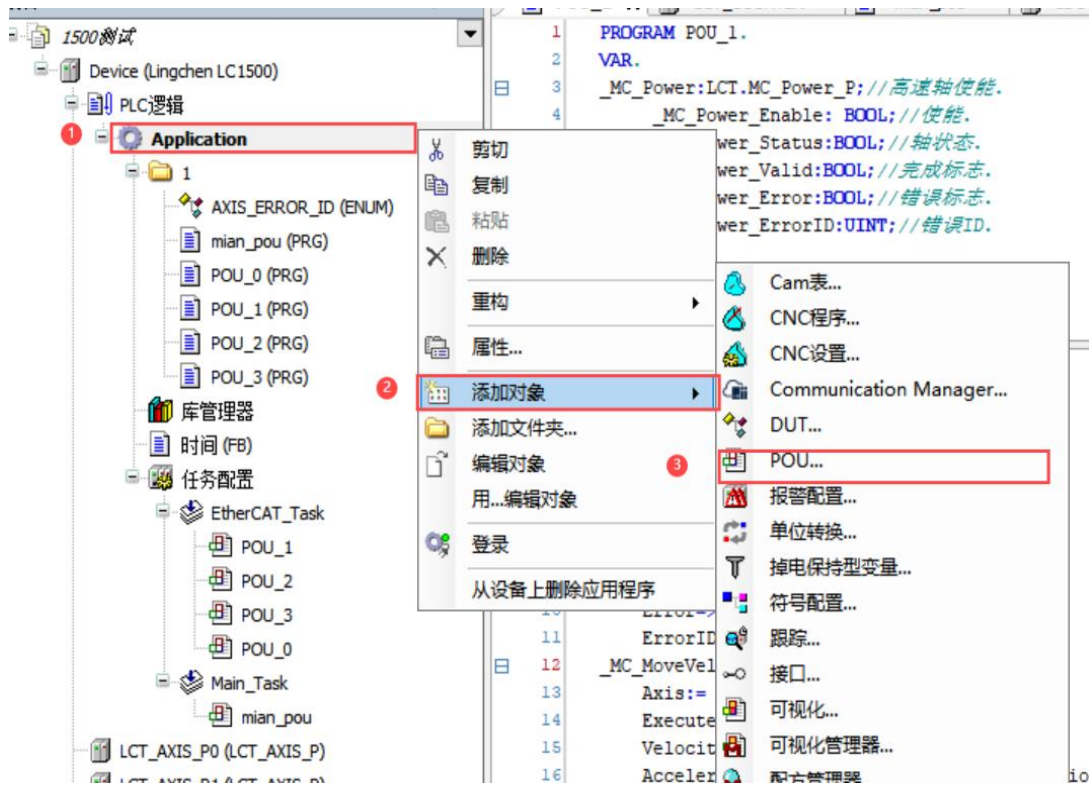 1500测试
Device (Lingchen LC1500)
PLC逻辑
1
Application
1
AXIS_ERROR_ID (ENUM)
mian_pou (PRG)
POU_0 (PRG)
POU_1 (PRG)
POU_2 (PRG)
POU_3 (PRG)
库管理器
时间 (FB)
任务配置
EtherCAT_Task
POU_1
POU_2
POU_3
POU_0
Main_Task
mian_pou
LCT_AXIS_P0 (LCT_AXIS_P)
剪切
复制
粘贴
删除
重构
属性...
2
添加对象
添加文件夹...
编辑对象
用...编辑对象
登录
从设备上删除应用程序
3
Cam表...
CNC程序...
CNC设置...
Communication Manager...
DUT...
POU...
报警配置...
单位转换...
掉电保持型变量...
符号配置...
跟踪...
接口...
可视化...
可视化管理器...
配方管理器
1 PROGRAM POU_1.
2 VAR.
3 _MC_Power:LCT.MC_Power_P;//高速轴使能.
4 _MC_Power_Enable: BOOL;//使能.
wer_Status:BOOL;//轴状态.
wer_Valid:BOOL;//完成标志.
wer_Error:BOOL;//错误标志.
wer_ErrorID:UINT;//错误ID.
11 ErrorID
12 _MC_MoveVel
13 Axis:=
14 Execute
15 Velocit
16 Acceler
io